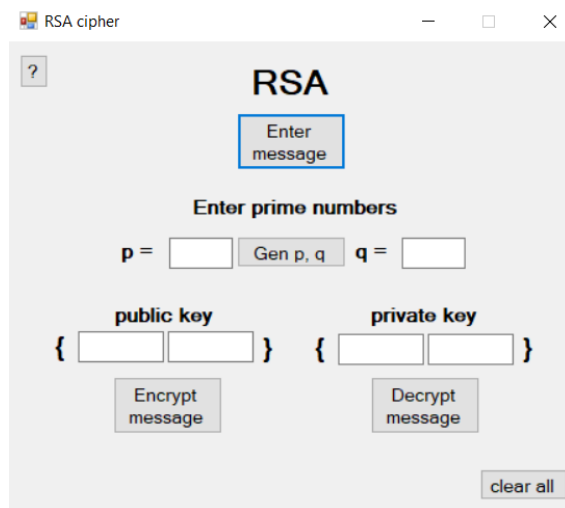 RSA cipher
?
RSA
Enter
message
Enter prime numbers
p = Gen p, q q =
public key private key
{ } { }
Encrypt Decrypt
message message
clear all